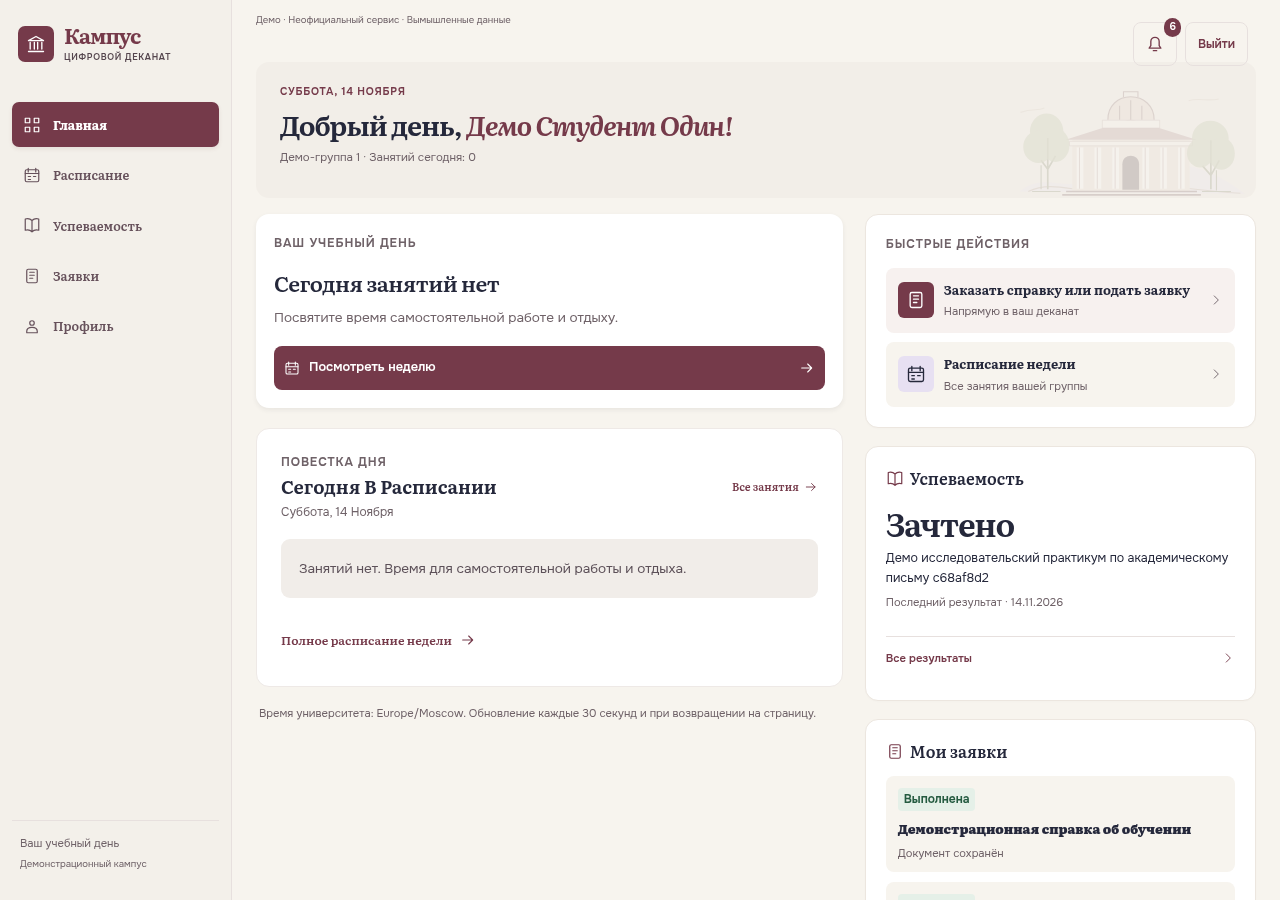 Кампус
ЦИФРОВОЙ ДЕКАНАТ
Главная
Расписание
Успеваемость
Заявки
Профиль
Ваш учебный день
Демонстрационный кампус
Демо · Неофициальный сервис · Вымышленные данные
6
Выйти
СУББОТА, 14 НОЯБРЯ
Добрый день, Демо Студент Один!
Демо-группа 1 · Занятий сегодня: 0
ВАШ УЧЕБНЫЙ ДЕНЬ
Сегодня занятий нет
Посвятите время самостоятельной работе и отдыху.
Посмотреть неделю
ПОВЕСТКА ДНЯ
Сегодня В Расписании
Все занятия
Суббота, 14 Ноября
Занятий нет. Время для самостоятельной работы и отдыха.
Полное расписание недели
Время университета: Europe/Moscow. Обновление каждые 30 секунд и при возвращении на страницу.
БЫСТРЫЕ ДЕЙСТВИЯ
Заказать справку или подать заявку
Напрямую в ваш деканат
Расписание недели
Все занятия вашей группы
Успеваемость
Зачтено
Демо исследовательский практикум по академическому
письму c68af8d2
Последний результат · 14.11.2026
Все результаты
Мои заявки
Выполнена
Демонстрационная справка об обучении
Документ сохранён